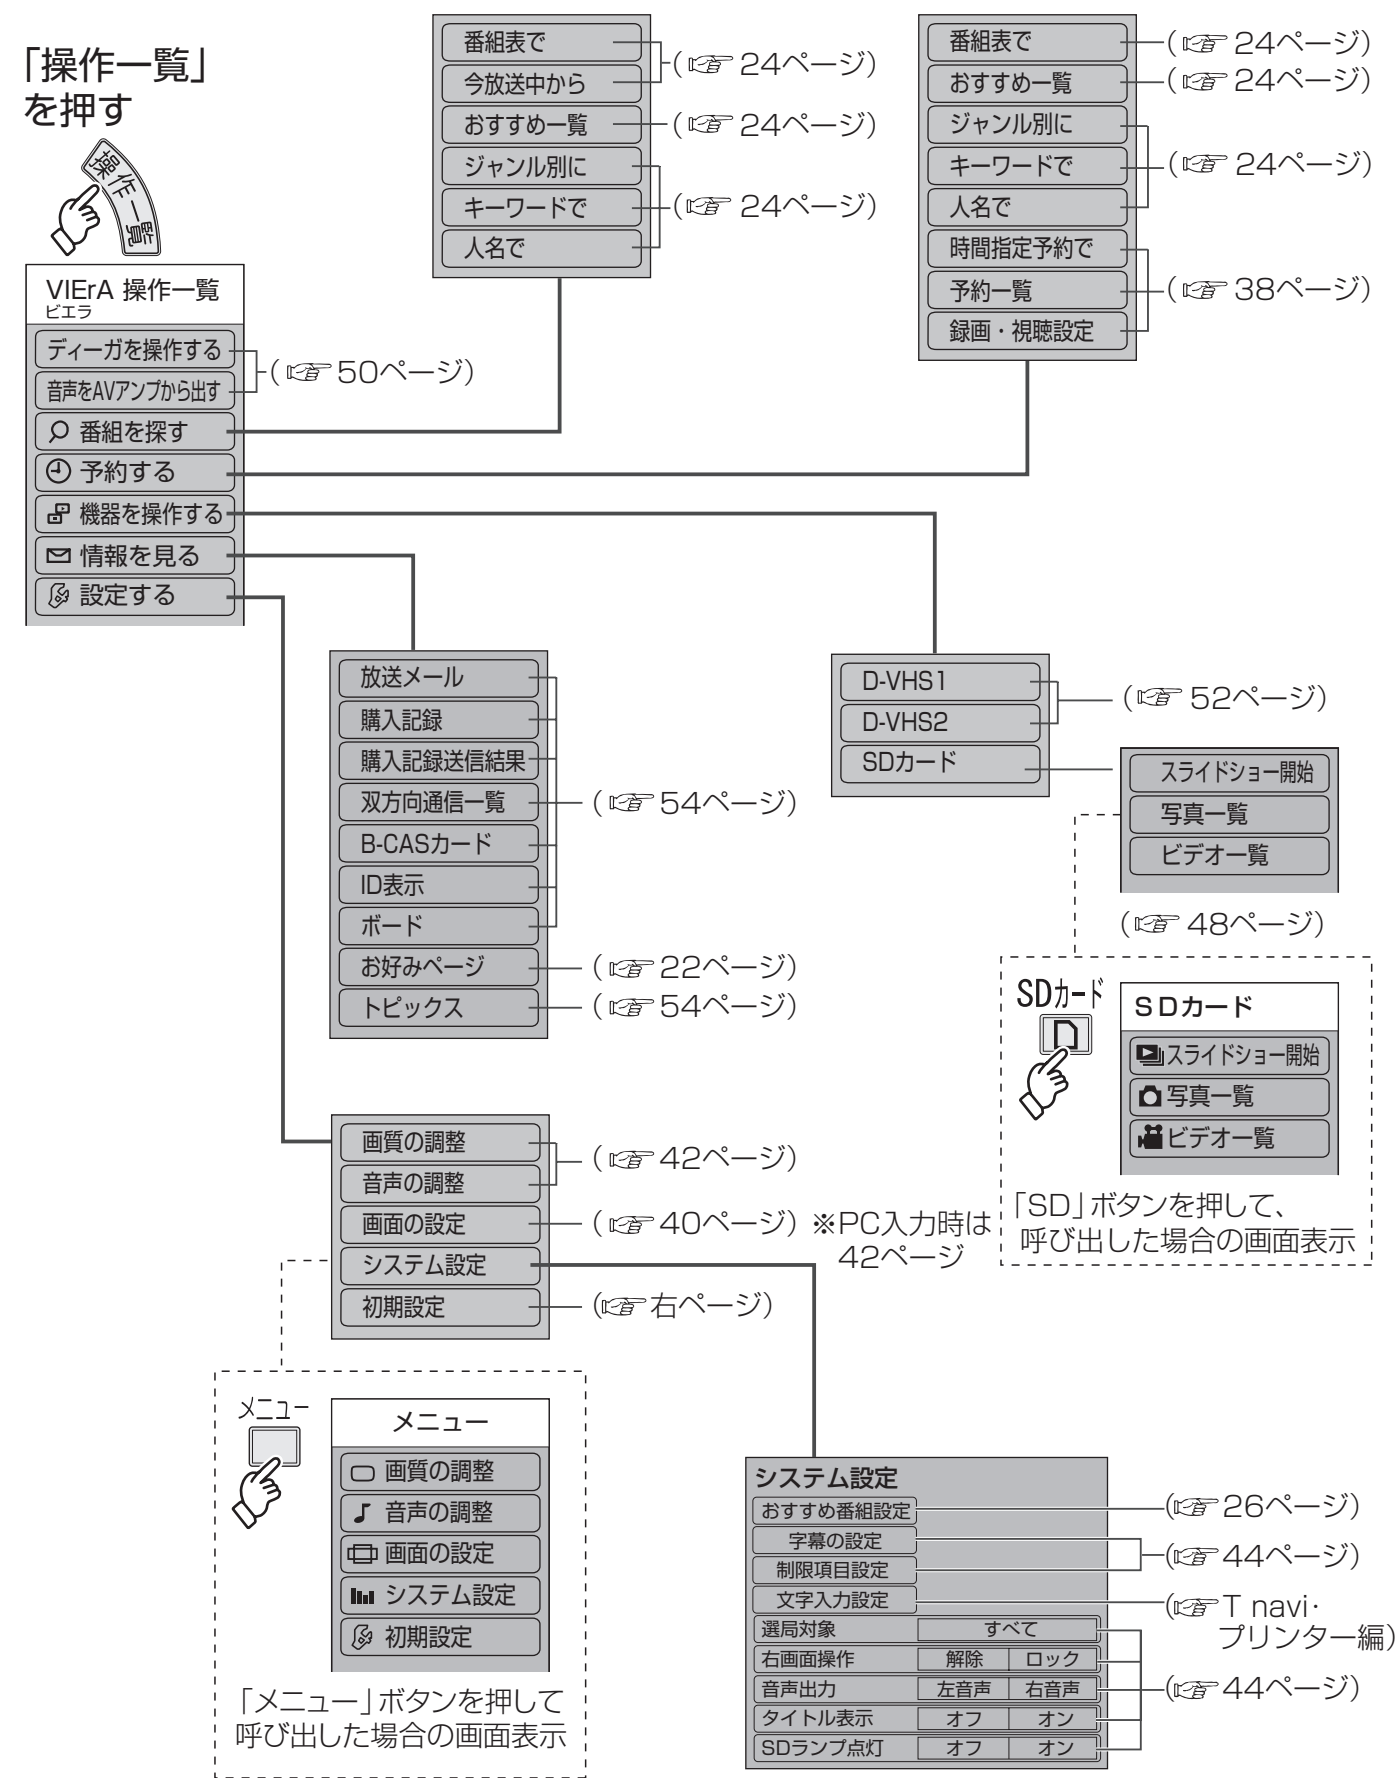 「操作一覧」
を押す
操作一覧
VIErA 操作一覧
ビエラ
ディーガを操作する
音声をAVアンプから出す
(☞50ページ)
番組を探す
予約する
機器を操作する
情報を見る
設定する
番組表で
今放送中から
(☞24ページ)
おすすめ一覧
(☞24ページ)
ジャンル別に
キーワードで
(☞24ページ)
人名で
番組表で
(☞24ページ)
おすすめ一覧
(☞24ページ)
ジャンル別に
キーワードで
(☞24ページ)
人名で
時間指定予約で
予約一覧
(☞38ページ)
録画・視聴設定
放送メール
購入記録
購入記録送信結果
双方向通信一覧
(☞54ページ)
B-CASカード
ID表示
ボード
お好みページ
(☞22ページ)
トピックス
(☞54ページ)
D-VHS1
D-VHS2
(☞52ページ)
SDカード
スライドショー開始
写真一覧
ビデオ一覧
(☞48ページ)
SDカード
SDカード
スライドショー開始
写真一覧
ビデオ一覧
「SD」ボタンを押して、
呼び出した場合の画面表示
画質の調整
音声の調整
(☞42ページ)
画面の設定
(☞40ページ) ※PC入力時は
42ページ
システム設定
初期設定
(☞右ページ)
メニュー
メニュー
画質の調整
音声の調整
画面の設定
システム設定
初期設定
「メニュー」ボタンを押して
呼び出した場合の画面表示
システム設定
おすすめ番組設定
(☞26ページ)
字幕の設定
制限項目設定
(☞44ページ)
文字入力設定
(☞T navi・
プリンター編)
選局対象 すべて
右画面操作 解除 ロック
音声出力 左音声 右音声
(☞44ページ)
タイトル表示 オフ オン
SDランプ点灯 オフ オン